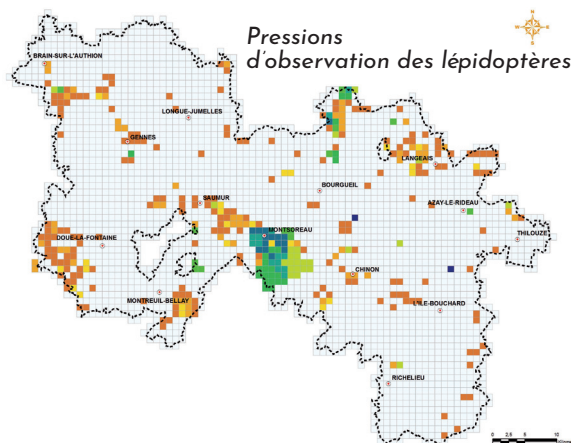 Pressions
d'observation des lépidoptères
N
W
E
S
BRAIN-SUR-L'AUTHION
LONGUE-JUMELLES
GENNES
LANGEAIS
BOURGUEIL
SAUMUR
AZAY-LE-RIDEAU
MONTSOREAU
THILOUZE
DOUE-LA-FONTAINE
CHINON
MONTREUIL-BELLAY
L'ILE-BOUCHARD
RICHELIEU
0 2,5 5 10